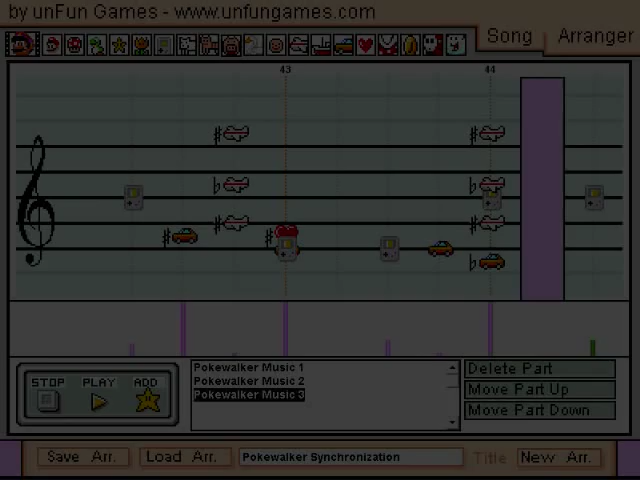 by unFun Games - www.unfungames.com
Song Arranger
43 44
STOP PLAY ADD
Pokewalker Music 1
Pokewalker Music 2
Pokewalker Music 3
Delete Part
Move Part Up
Move Part Down
Save Arr. Load Arr. Pokewalker Synchronization Title New Arr.